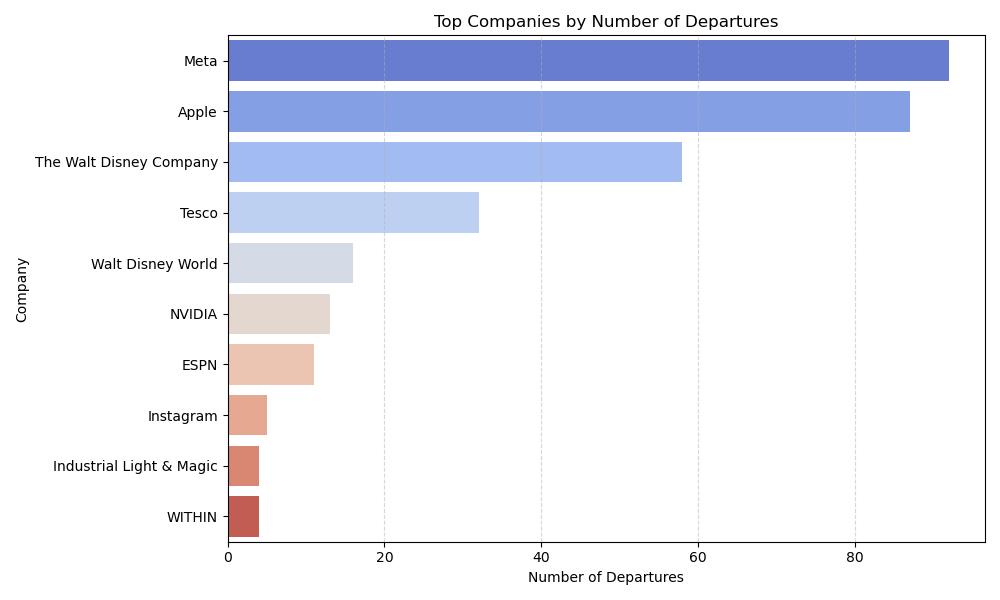 Top Companies by Number of Departures
Company
Meta
Apple
The Walt Disney Company
Tesco
Walt Disney World
NVIDIA
ESPN
Instagram
Industrial Light & Magic
WITHIN
0 20 40 60 80
Number of Departures